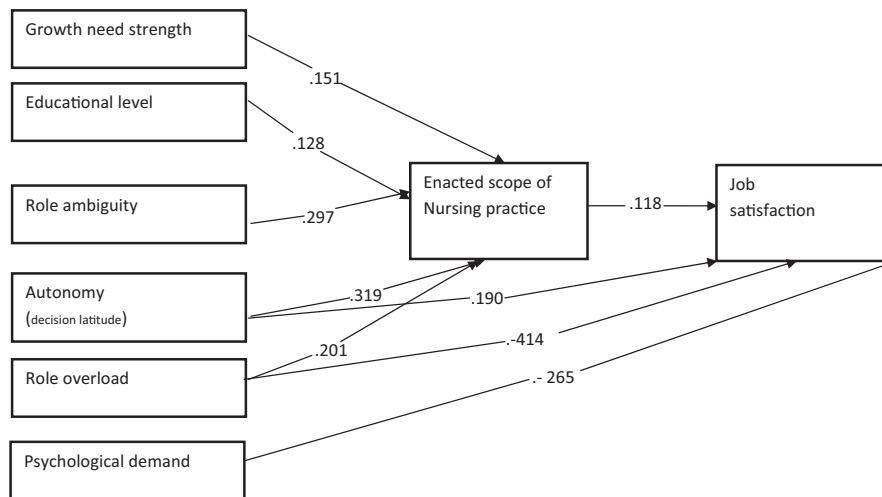 Growth need strength
.151
Educational level
.128
Enacted scope of
Nursing practice
Job
satisfaction
.118
Role ambiguity
.297
Autonomy
(decision latitude)
.319
.190
.201
.-414
Role overload
.- 265
Psychological demand